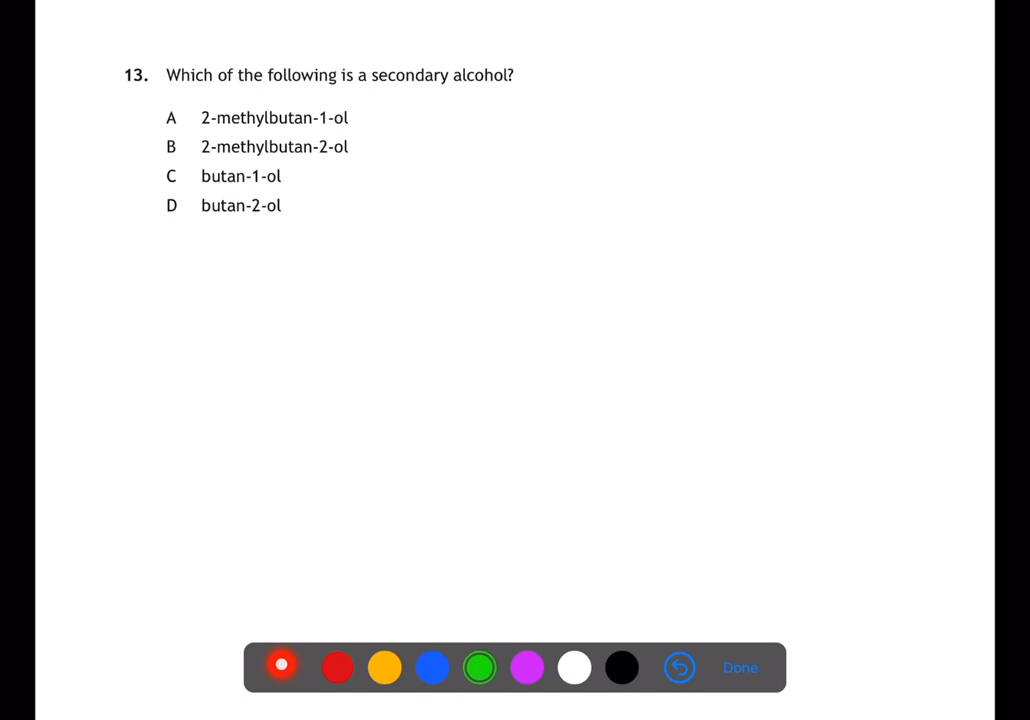 13. Which of the following is a secondary alcohol?
A 2-methylbutan-1-ol
B 2-methylbutan-2-ol
C butan-1-ol
D butan-2-ol
Done